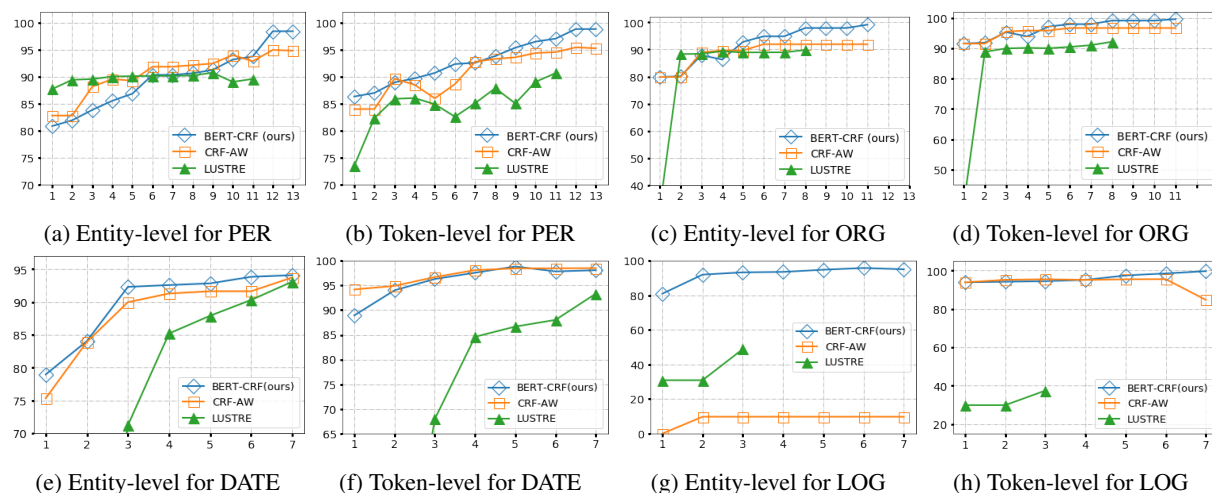 100
95
90
85
80
75
70
1 2 3 4 5 6 7 8 9 10 11 12 13
BERT-CRF (ours)
CRF-AW
LUSTRE
(a) Entity-level for PER
100
95
90
85
80
75
70
1 2 3 4 5 6 7 8 9 10 11 12 13
BERT-CRF (ours)
CRF-AW
LUSTRE
(b) Token-level for PER
100
90
80
70
60
50
40
1 2 3 4 5 6 7 8 9 10 11 12 13
BERT-CRF (ours)
CRF-AW
LUSTRE
(c) Entity-level for ORG
100
90
80
70
60
50
1 2 3 4 5 6 7 8 9 10 11
BERT-CRF (ours)
CRF-AW
LUSTRE
(d) Token-level for ORG
95
90
85
80
75
70
1 2 3 4 5 6 7
BERT-CRF(ours)
CRF-AW
LUSTRE
(e) Entity-level for DATE
100
95
90
85
80
75
70
65
1 2 3 4 5 6 7
BERT-CRF(ours)
CRF-AW
LUSTRE
(f) Token-level for DATE
100
80
60
40
20
0
1 2 3 4 5 6 7
BERT-CRF(ours)
CRF-AW
LUSTRE
(g) Entity-level for LOG
100
80
60
40
20
1 2 3 4 5 6 7
BERT-CRF(ours)
CRF-AW
LUSTRE
(h) Token-level for LOG